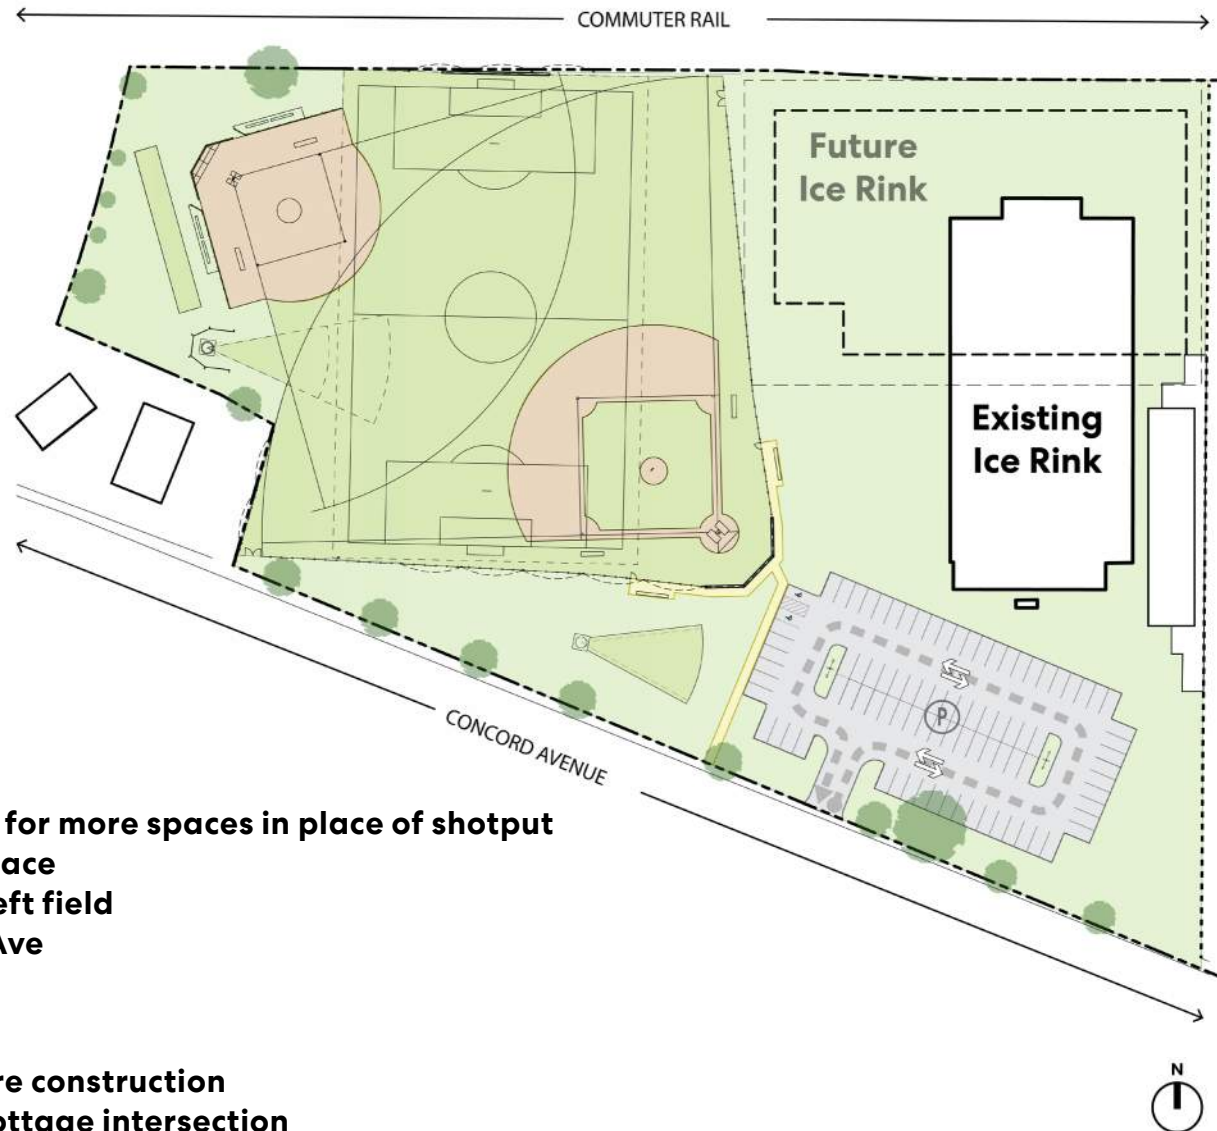 COMMUTER RAIL
Future
Ice Rink
Existing
Ice Rink
P
CONCORD AVENUE
for more spaces in place of shotput
ace
eft field
Ave
re construction
ottage intersection
N